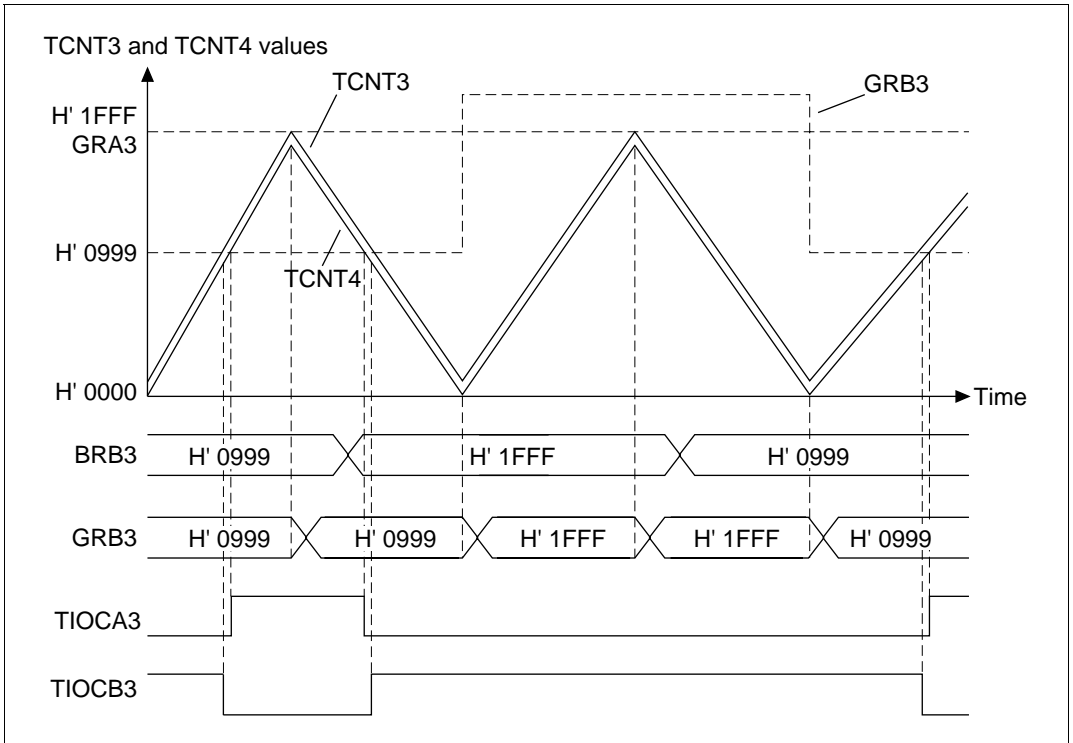 TCNT3 and TCNT4 values
TCNT3
GRB3
H' 1FFF
GRA3
H' 0999
TCNT4
H' 0000
Time
BRB3
H' 0999
H' 1FFF
H' 0999
GRB3
H' 0999
H' 0999
H' 1FFF
H' 1FFF
H' 0999
TIOCA3
TIOCB3